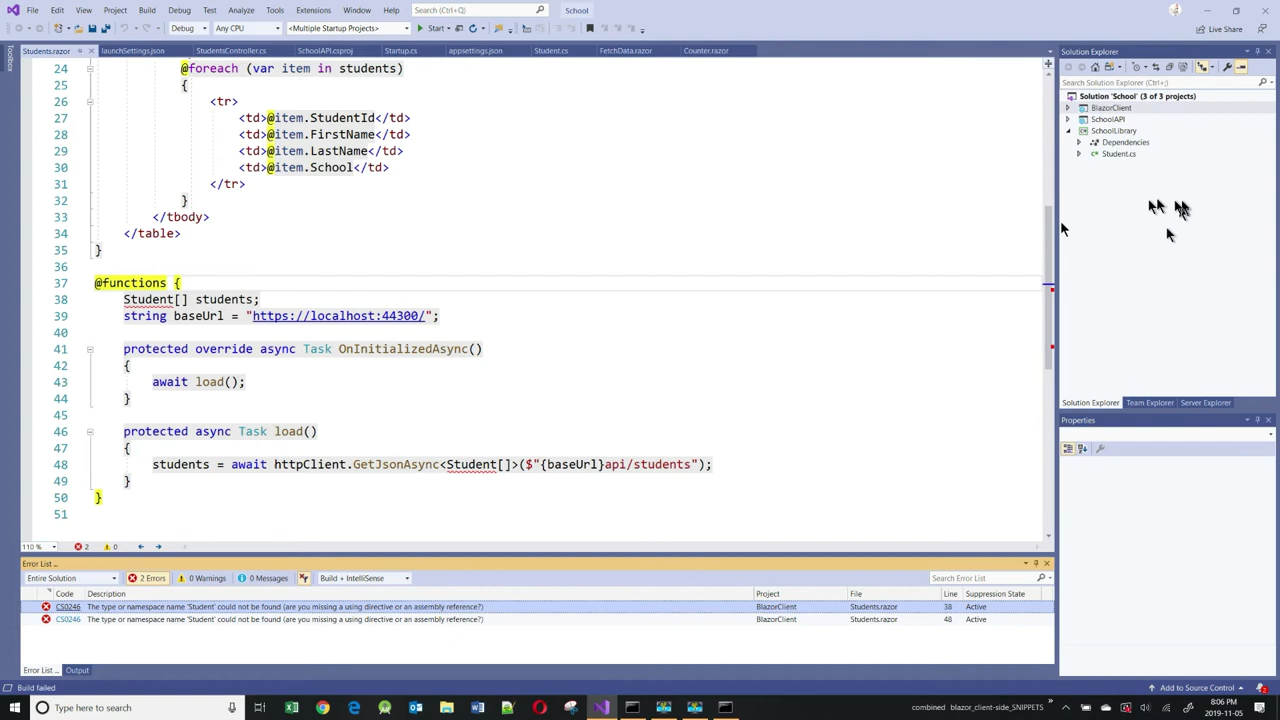 File Edit View Project Build Debug Test Analyze Tools Extensions Window Help Search (Ctrl+Q) School
Debug Any CPU <Multiple Startup Projects> Start Live Share
Toolbox
Students.razor launchSettings.json StudentsController.cs SchoolAPI.csproj Startup.cs appsettings.json Student.cs FetchData.razor Counter.razor
24 @foreach (var item in students)
25 {
26 <tr>
27 <td>@item.StudentId</td>
28 <td>@item.FirstName</td>
29 <td>@item.LastName</td>
30 <td>@item.School</td>
31 </tr>
32 }
33 </tbody>
34 </table>
35 }
36
37 @functions {
38 Student[] students;
39 string baseUrl = "https://localhost:44300/";
40
41 protected override async Task OnInitializedAsync()
42 {
43 await load();
44 }
45
46 protected async Task load()
47 {
48 students = await httpClient.GetJsonAsync<Student[]>($"{baseUrl}api/students");
49 }
50 }
51
110 % 2 0
Solution Explorer
Search Solution Explorer (Ctrl+;)
Solution 'School' (3 of 3 projects)
BlazorClient
SchoolAPI
SchoolLibrary
Dependencies
Student.cs
Solution Explorer Team Explorer Server Explorer
Properties
Error List ...
Entire Solution 2 Errors 0 Warnings 0 Messages Build + IntelliSense Search Error List
Code Description Project File Line Suppression State
CS0246 The type or namespace name 'Student' could not be found (are you missing a using directive or an assembly reference?) BlazorClient Students.razor 38 Active
CS0246 The type or namespace name 'Student' could not be found (are you missing a using directive or an assembly reference?) BlazorClient Students.razor 48 Active
Error List ... Output
Build failed Add to Source Control 2
Type here to search combined blazor_client-side_SNIPPETS 8:06 PM
2019-11-05